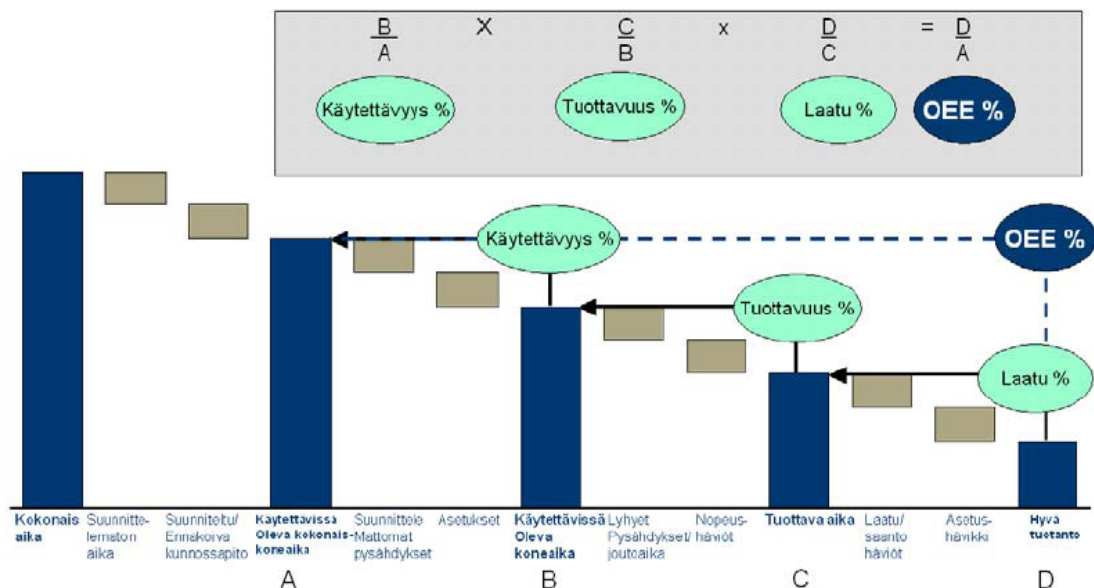 B X C x D = D
A B C A
Käytettävyys %
Tuottavuus %
Laatu %
OEE %
Käytettävyys %
OEE %
Tuottavuus %
Laatu %
Kokonais
aika
Suunnitte-
lematon
aika
Suunniteltu/
Ennakoiva
kunnossapito
Käytettävissä
Oleva kokonais-
koneaika
Suunnittele
Mattomat
pysähdykset
Asetukset
Käytettävissä
Oleva
koneaika
Lyhyet
Pysähdykset/
joutoaika
Nopeus-
häviöt
Tuottava aika
Laatu/
saanto
häviöt
Asetus-
hävikki
Hyvä
tuotanto
A
B
C
D